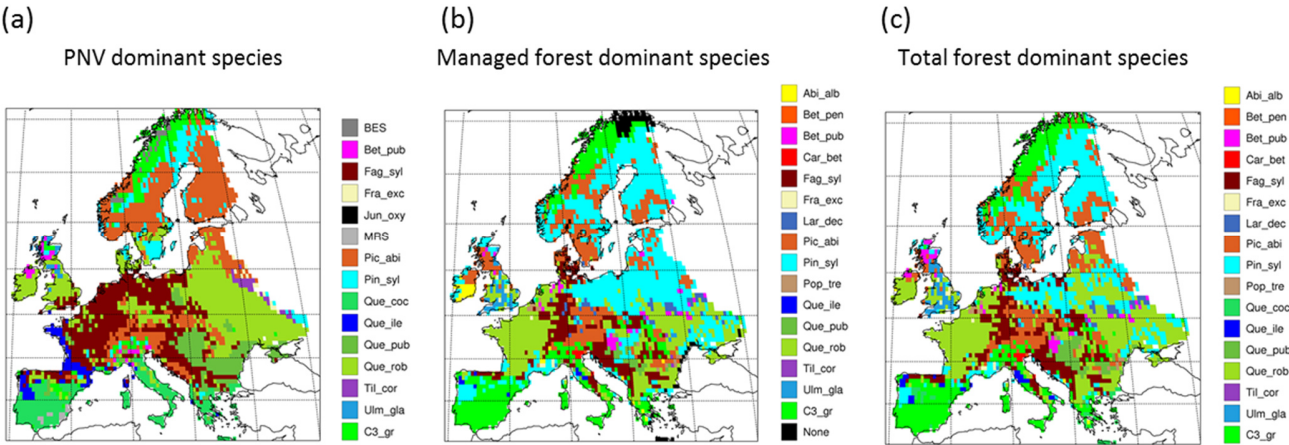 (a)
PNV dominant species
BES
Bet_pub
Fag_syl
Fra_exc
Jun_oxy
MRS
Pic_abi
Pin_syl
Que_coc
Que_ile
Que_pub
Que_rob
Til_cor
Ulm_gla
C3_gr
(b)
Managed forest dominant species
Abi_alb
Bet_pen
Bet_pub
Car_bet
Fag_syl
Fra_exc
Lar_dec
Pic_abi
Pin_syl
Pop_tre
Que_ile
Que_pub
Que_rob
Til_cor
Ulm_gla
C3_gr
None
(c)
Total forest dominant species
Abi_alb
Bet_pen
Bet_pub
Car_bet
Fag_syl
Fra_exc
Lar_dec
Pic_abi
Pin_syl
Pop_tre
Que_coc
Que_ile
Que_pub
Que_rob
Til_cor
Ulm_gla
C3_gr